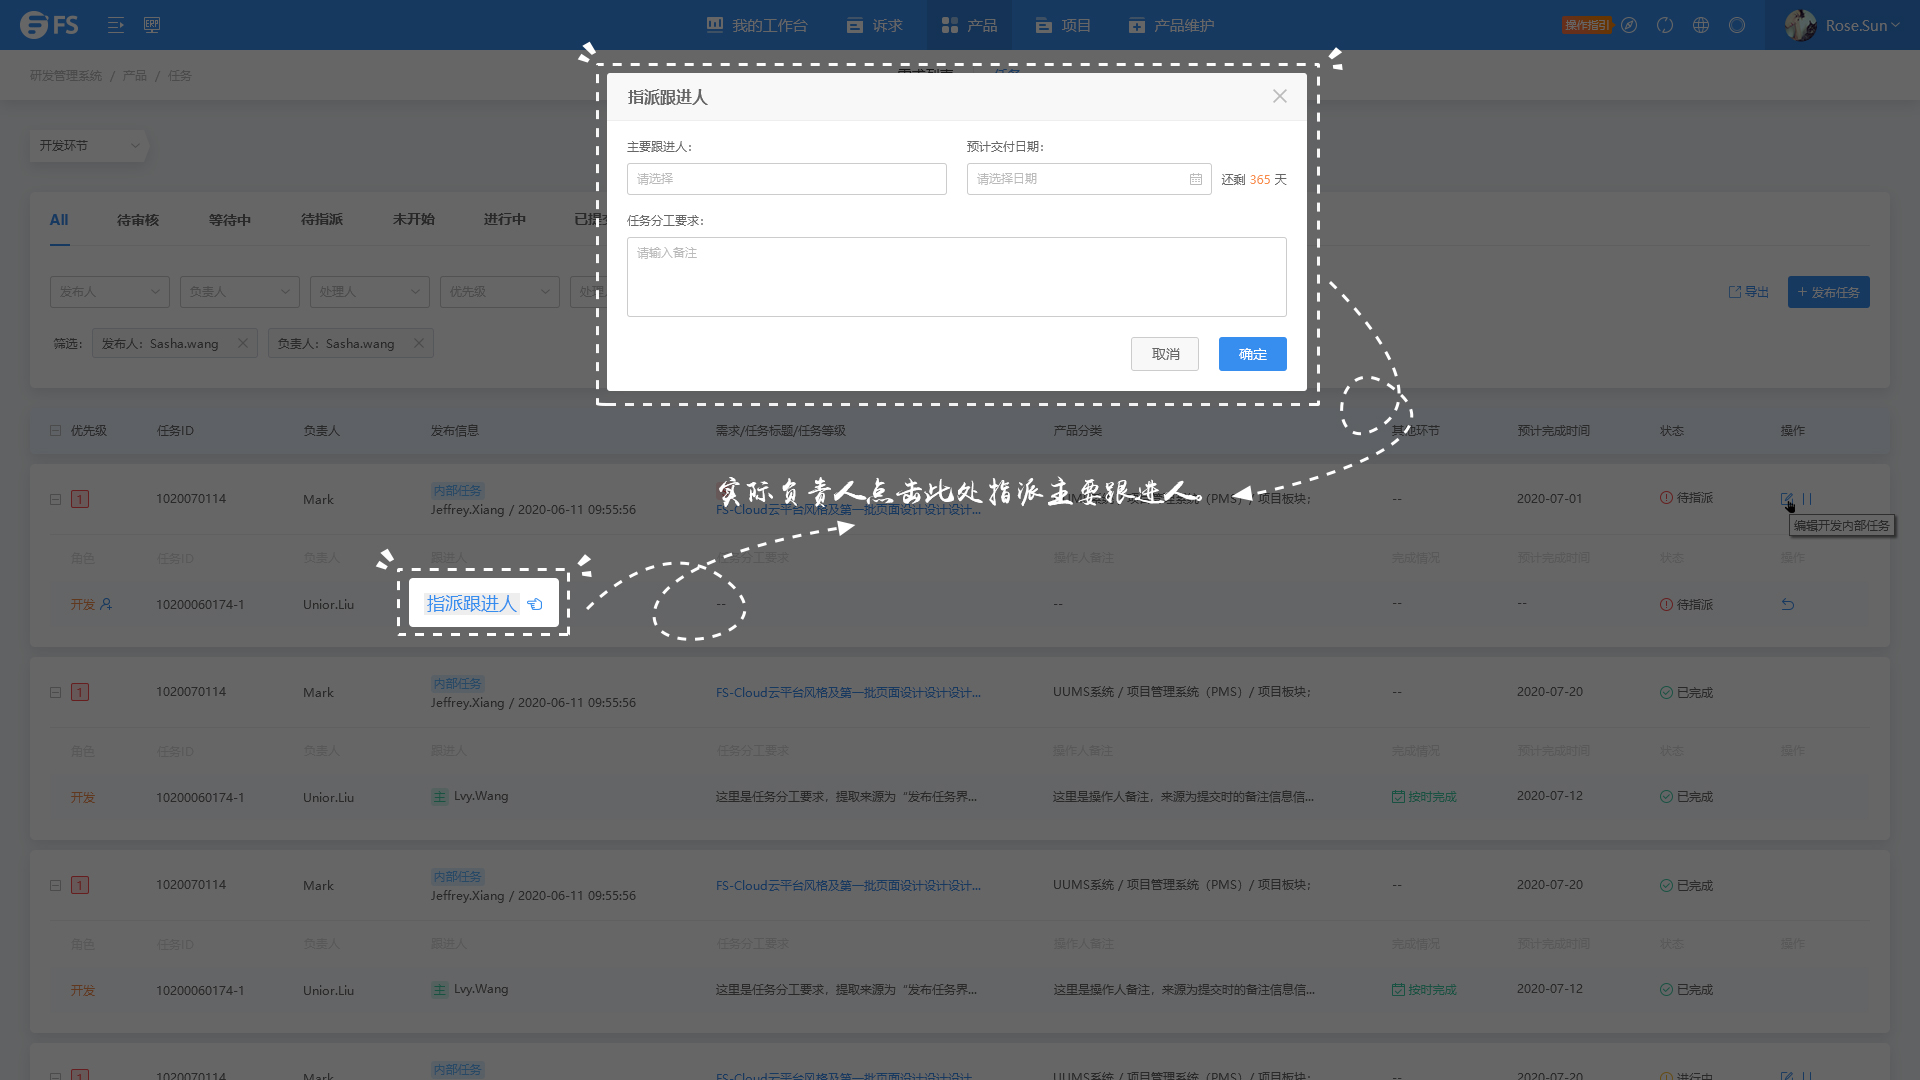 FS
ERP
我的工作台
诉求
产品
项目
产品维护
操作指引
Rose.Sun
研发管理系统 / 产品 / 任务
需求列表
任务
开发环节
指派跟进人
主要跟进人：
请选择
预计交付日期：
请选择日期
还剩 365 天
任务分工要求：
请输入备注
取消
确定
All
待审核
等待中
待指派
未开始
进行中
发布人
负责人
处理人
优先级
导出
+ 发布任务
筛选：
发布人：Sasha.wang
负责人：Sasha.wang
优先级 任务ID 负责人 发布信息 需求/任务标题/任务等级 产品分类 其他环节 预计完成时间 状态 操作
1 1020070114 Mark
内部任务
Jeffrey.Xiang / 2020-06-11 09:55:56
FS-Cloud云平台风格及第一批页面设计设计设计...
-- 2020-07-01 待指派
编辑开发内部任务
实际负责人点击此处指派主要跟进人。
角色 任务ID 负责人 跟进人 任务分工要求 操作人备注 完成情况 预计完成时间 状态 操作
开发 10200060174-1 Unior.Liu
指派跟进人
-- -- -- -- 待指派
1 1020070114 Mark
内部任务
Jeffrey.Xiang / 2020-06-11 09:55:56
FS-Cloud云平台风格及第一批页面设计设计设计...
UUMS系统 / 项目管理系统（PMS）/ 项目板块；
-- 2020-07-20 已完成
角色 任务ID 负责人 跟进人 任务分工要求 操作人备注 完成情况 预计完成时间 状态 操作
开发 10200060174-1 Unior.Liu 主 Lvy.Wang 这里是任务分工要求，提取来源为“发布任务界... 这里是操作人备注，来源为提交时的备注信息信... 按时完成 2020-07-12 已完成
1 1020070114 Mark
内部任务
Jeffrey.Xiang / 2020-06-11 09:55:56
FS-Cloud云平台风格及第一批页面设计设计设计...
UUMS系统 / 项目管理系统（PMS）/ 项目板块；
-- 2020-07-20 已完成
角色 任务ID 负责人 跟进人 任务分工要求 操作人备注 完成情况 预计完成时间 状态 操作
开发 10200060174-1 Unior.Liu 主 Lvy.Wang 这里是任务分工要求，提取来源为“发布任务界... 这里是操作人备注，来源为提交时的备注信息信... 按时完成 2020-07-12 已完成
1 1020070114 Mark
内部任务
FS-Cloud云平台风格及第一批页面设计设计设计...
UUMS系统 / 项目管理系统（PMS）/ 项目板块；
-- 2020-07-20 进行中